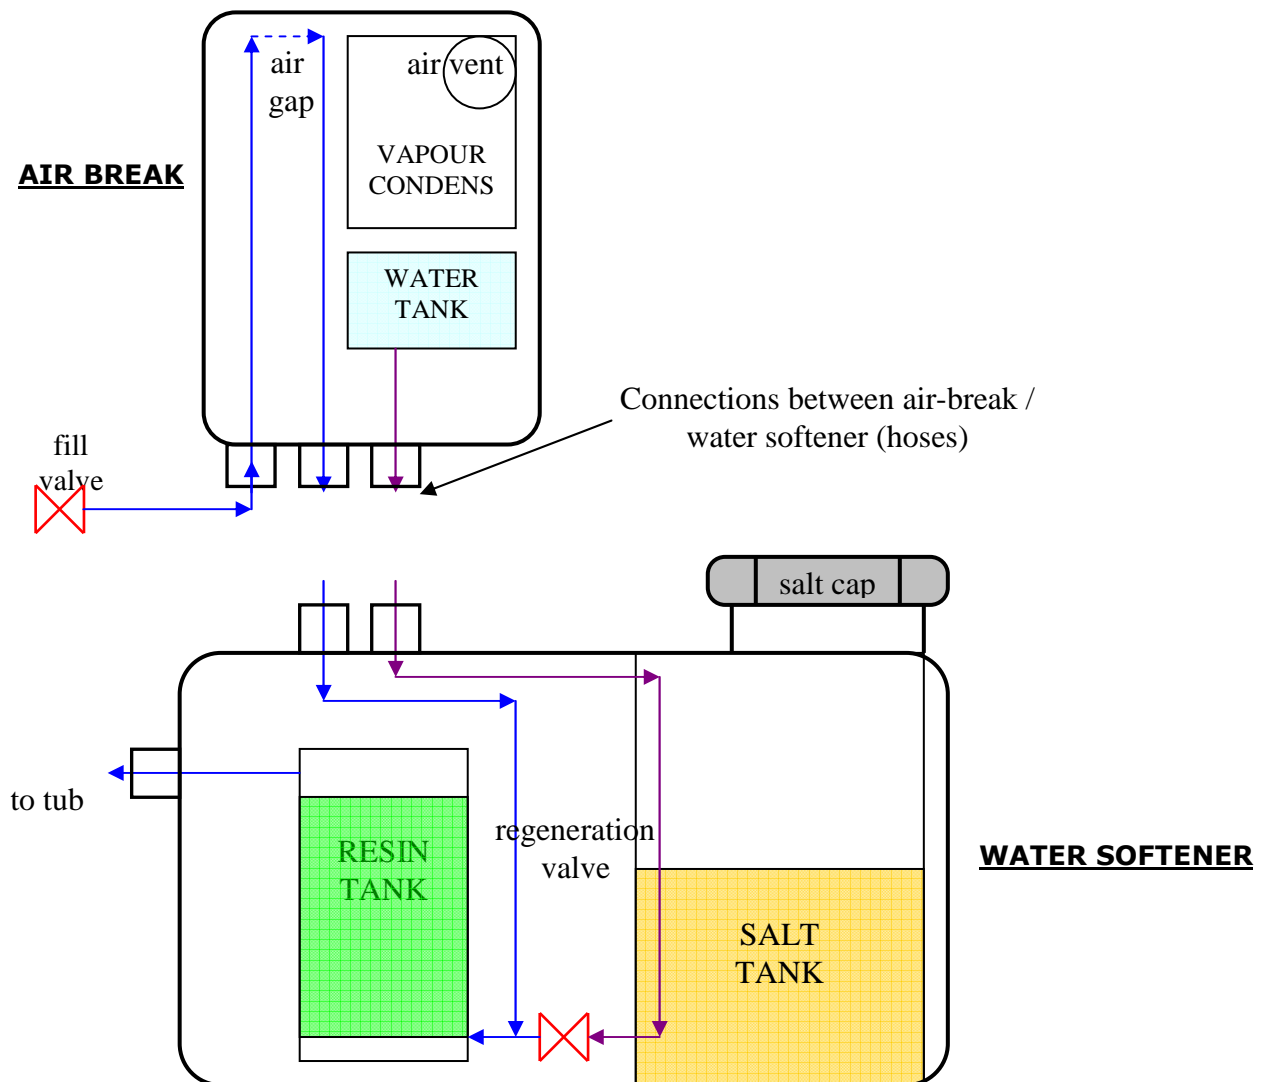 air
gap
air vent
VAPOUR
CONDENS
AIR BREAK
WATER
TANK
Connections between air-break /
water softener (hoses)
fill
valve
salt cap
to tub
regeneration
valve
RESIN
TANK
WATER SOFTENER
SALT
TANK